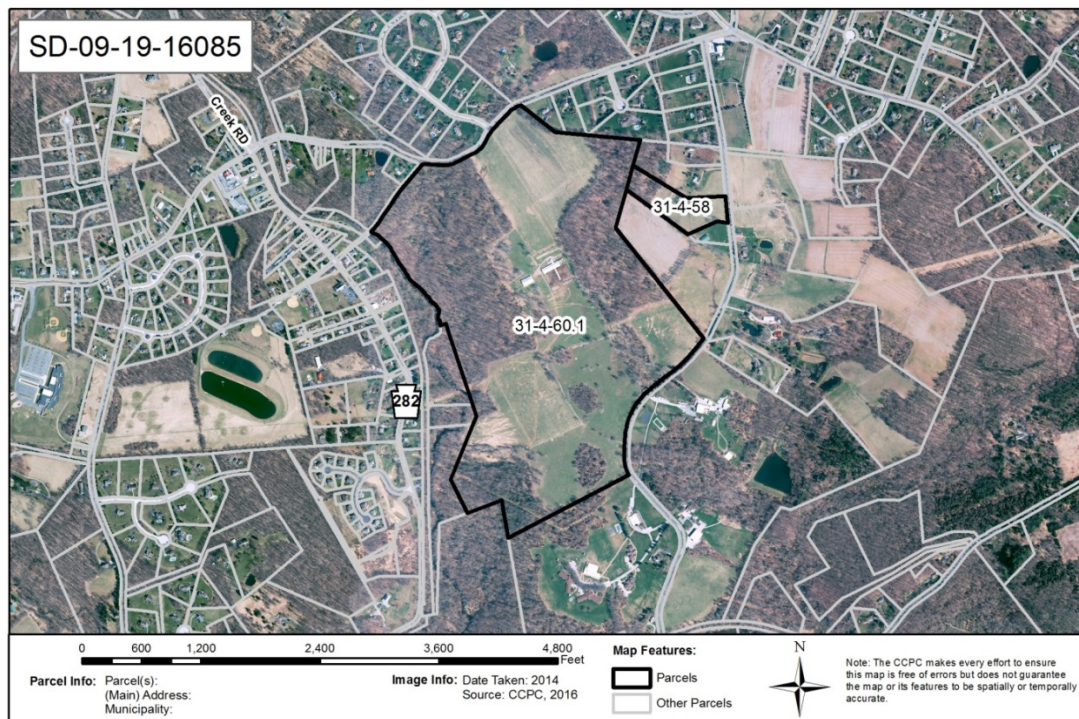 SD-09-19-16085
Creek RD
31-4-58
31-4-60.1
282
0 600 1,200 2,400 3,600 4,800
Feet
Parcel Info: Parcel(s):
(Main) Address:
Municipality:
Image Info: Date Taken: 2014
Source: CCPC, 2016
Map Features:
Parcels
Other Parcels
N
Note: The CCPC makes every effort to ensure
this map is free of errors but does not guarantee
the map or its features to be spatially or temporally
accurate.